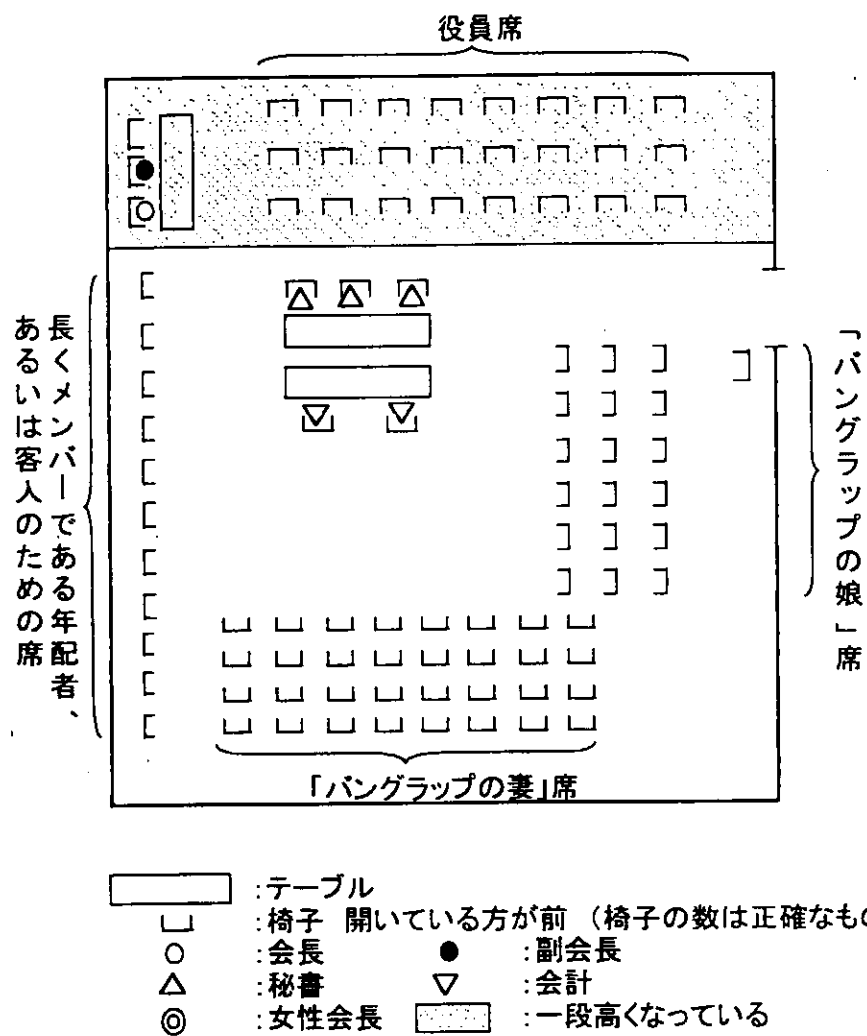 役員席
長くメンバーである年配者、
あるいは客人のための席
「バングラップの娘」席
「バングラップの妻」席
:テーブル
:椅子 開いている方が前 (椅子の数は正確なもの
○ :会長 ● :副会長
△ :秘書 ▽ :会計
◎ :女性会長 :一段高くなっている